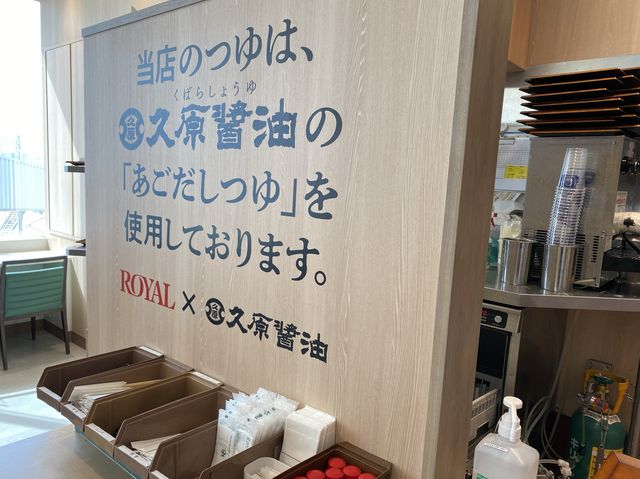 当店のつゆは、
くばらしょうゆ
久原醤油の
「あごだしつゆ」を
使用しております。
ROYAL×久原醤油